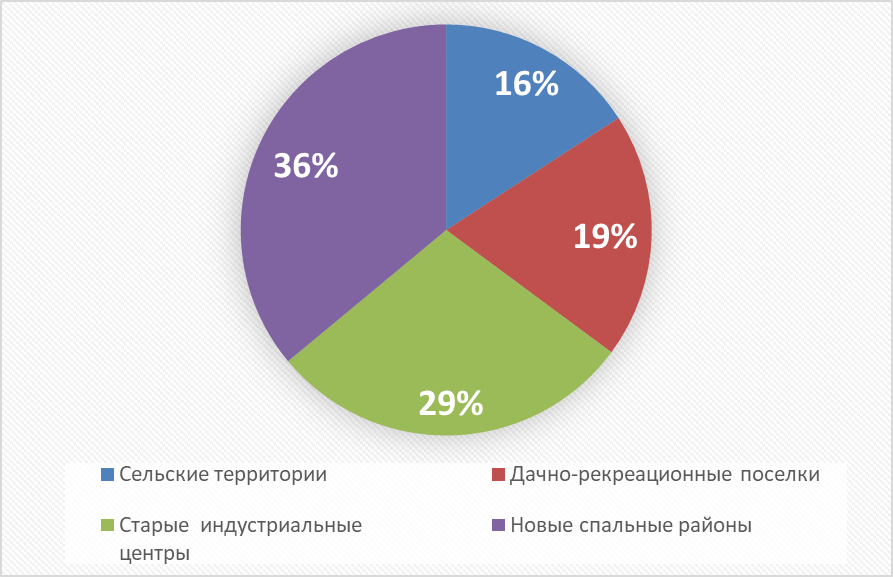 16%
36%
19%
29%
Сельские территории
Дачно-рекреационные поселки
Старые индустриальные
центры
Новые спальные районы